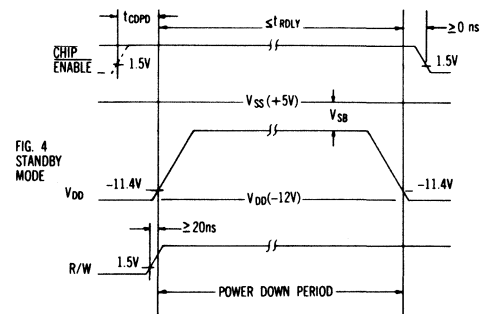 tCDPD
≤tRDLY
≥0 ns
CHIP
ENABLE
1.5V
1.5V
VSS (+5V)
VSB
FIG. 4
STANDBY
MODE
VDD
-11.4V
VDD(-12V)
-11.4V
≥20ns
R/W
1.5V
POWER DOWN PERIOD